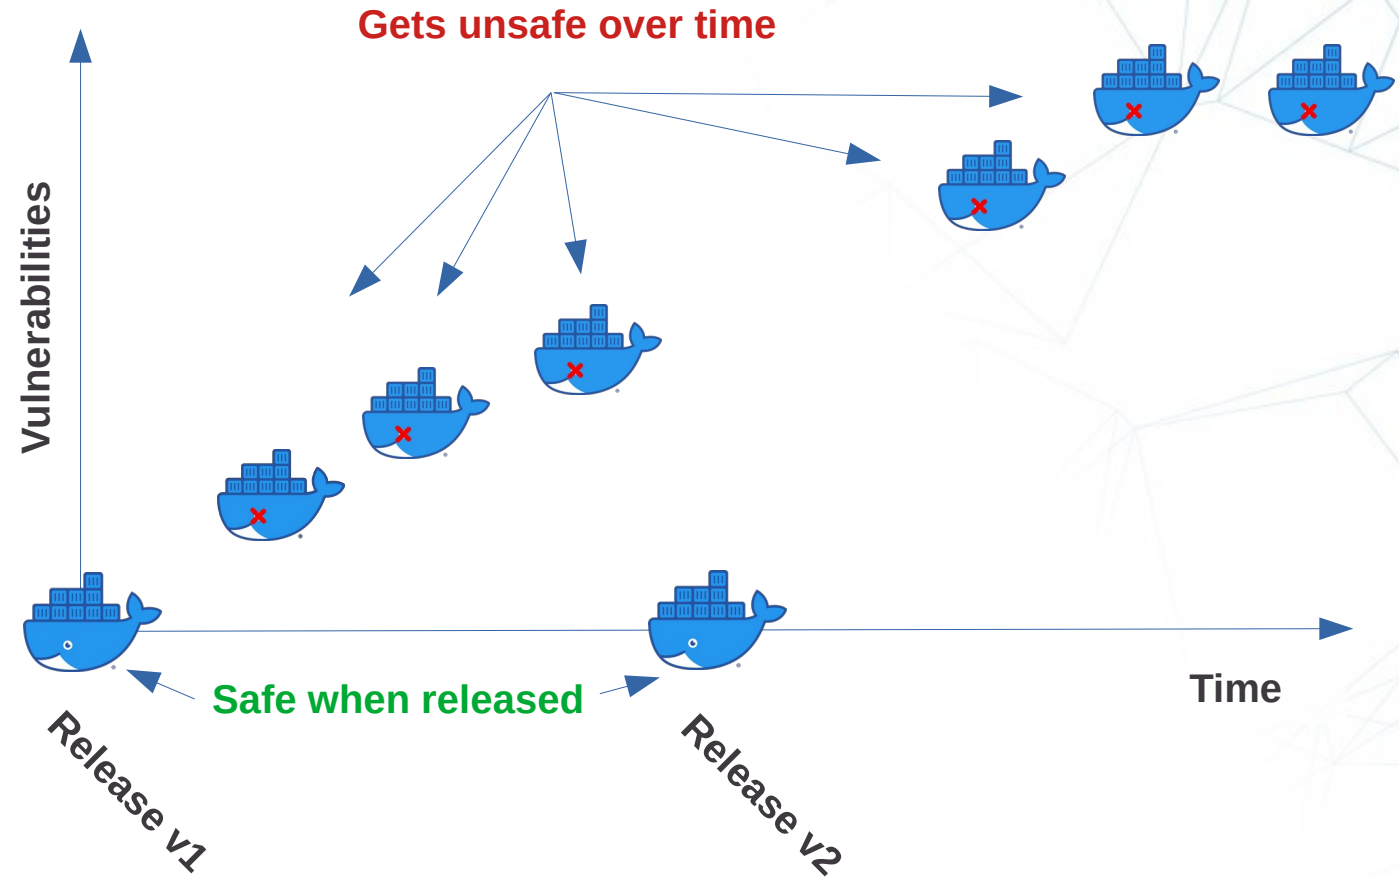 Gets unsafe over time
Vulnerabilities
Safe when released
Time
Release v1
Release v2